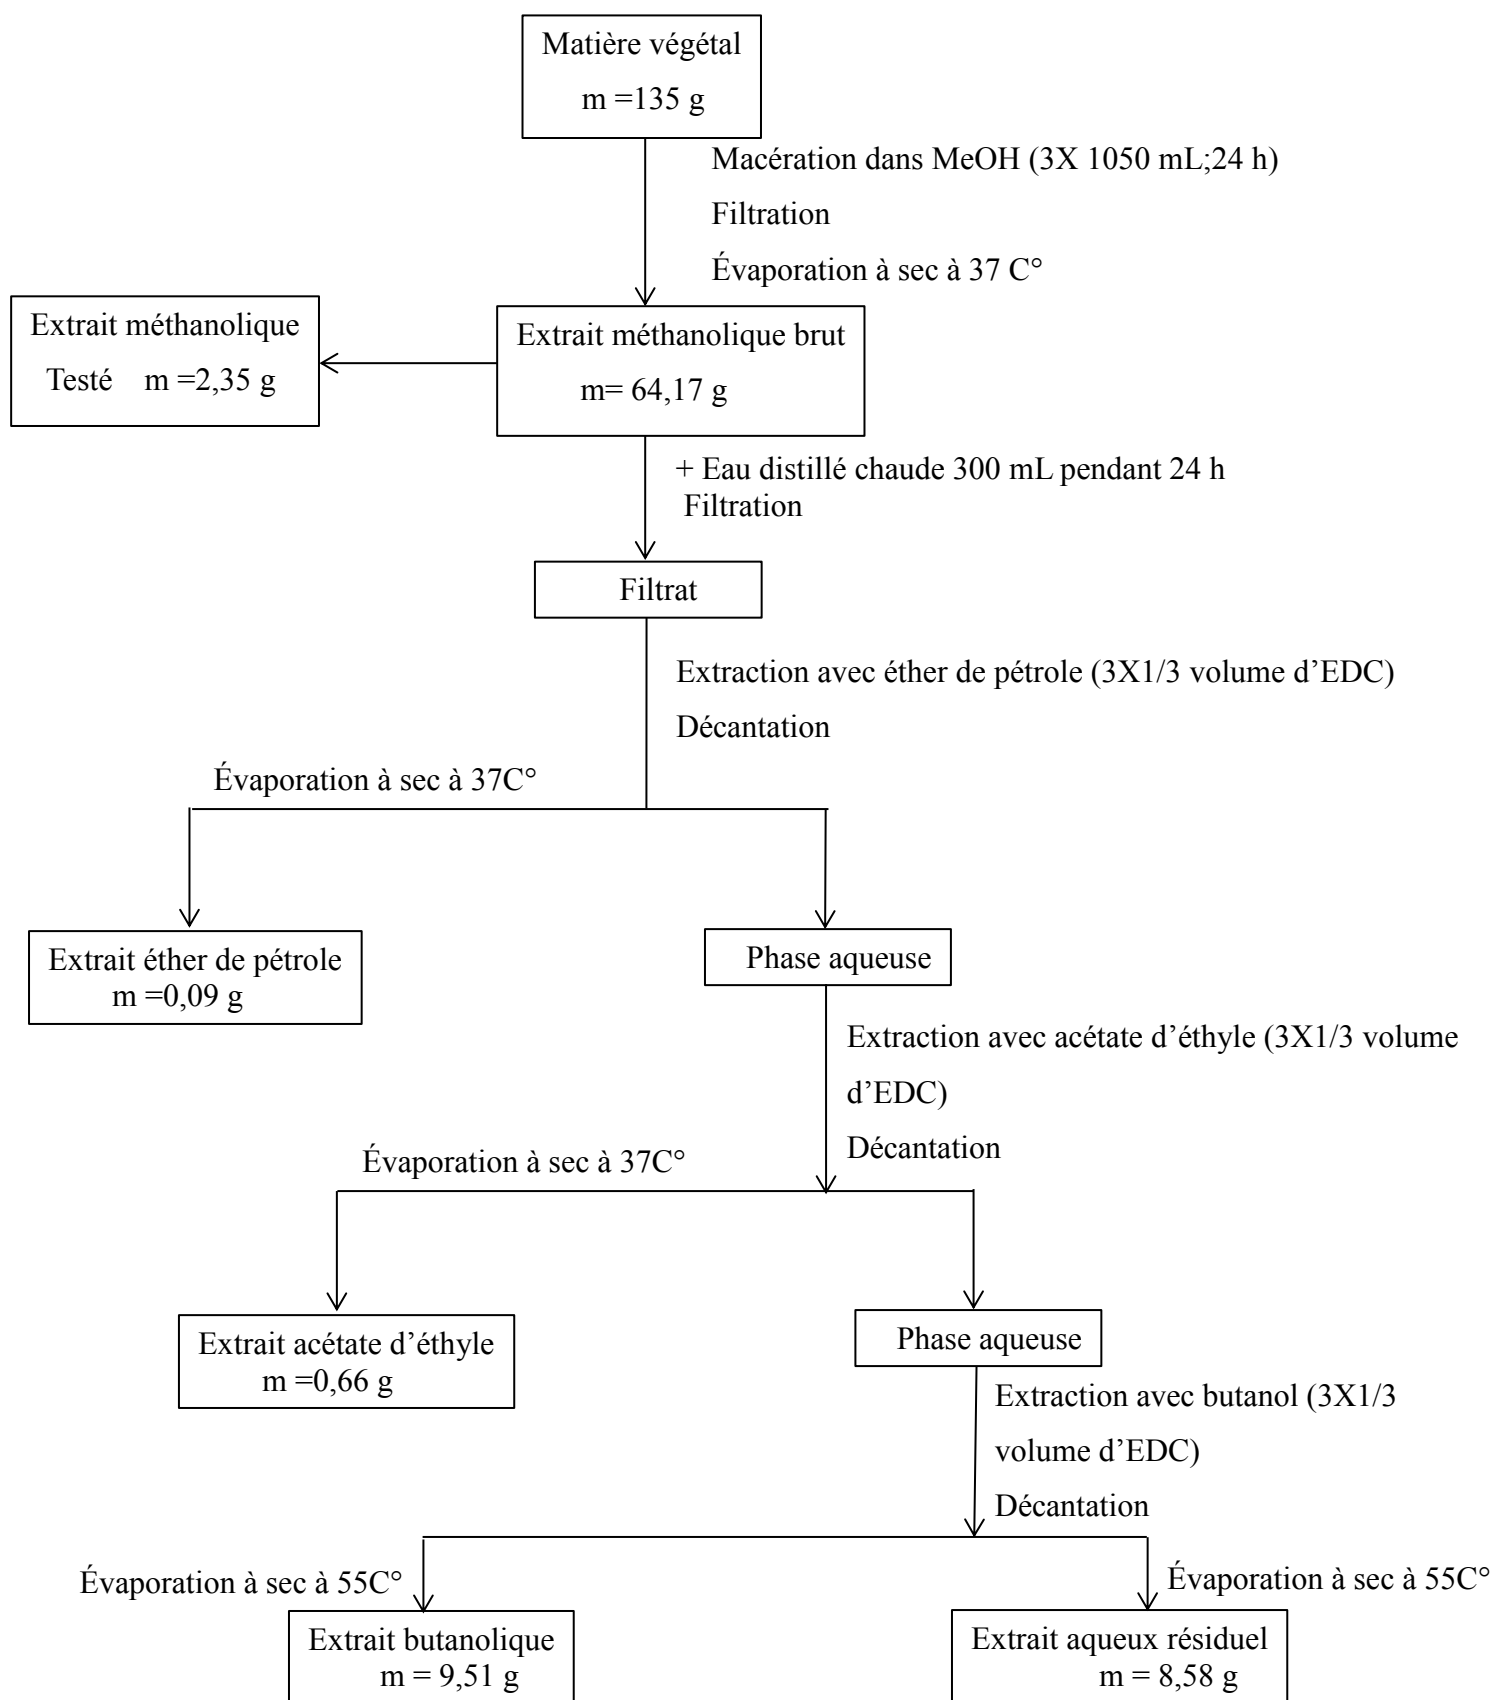 Matière végétal
m =135 g
Macération dans MeOH (3X 1050 mL;24 h)
Filtration
Évaporation à sec à 37 C°
Extrait méthanolique
Testé m =2,35 g
Extrait méthanolique brut
m= 64,17 g
+ Eau distillé chaude 300 mL pendant 24 h
Filtration
Filtrat
Extraction avec éther de pétrole (3X1/3 volume d’EDC)
Décantation
Évaporation à sec à 37C°
Extrait éther de pétrole
m =0,09 g
Phase aqueuse
Extraction avec acétate d’éthyle (3X1/3 volume
d’EDC)
Décantation
Évaporation à sec à 37C°
Extrait acétate d’éthyle
m =0,66 g
Phase aqueuse
Extraction avec butanol (3X1/3
volume d’EDC)
Décantation
Évaporation à sec à 55C°
Évaporation à sec à 55C°
Extrait butanolique
m = 9,51 g
Extrait aqueux résiduel
m = 8,58 g